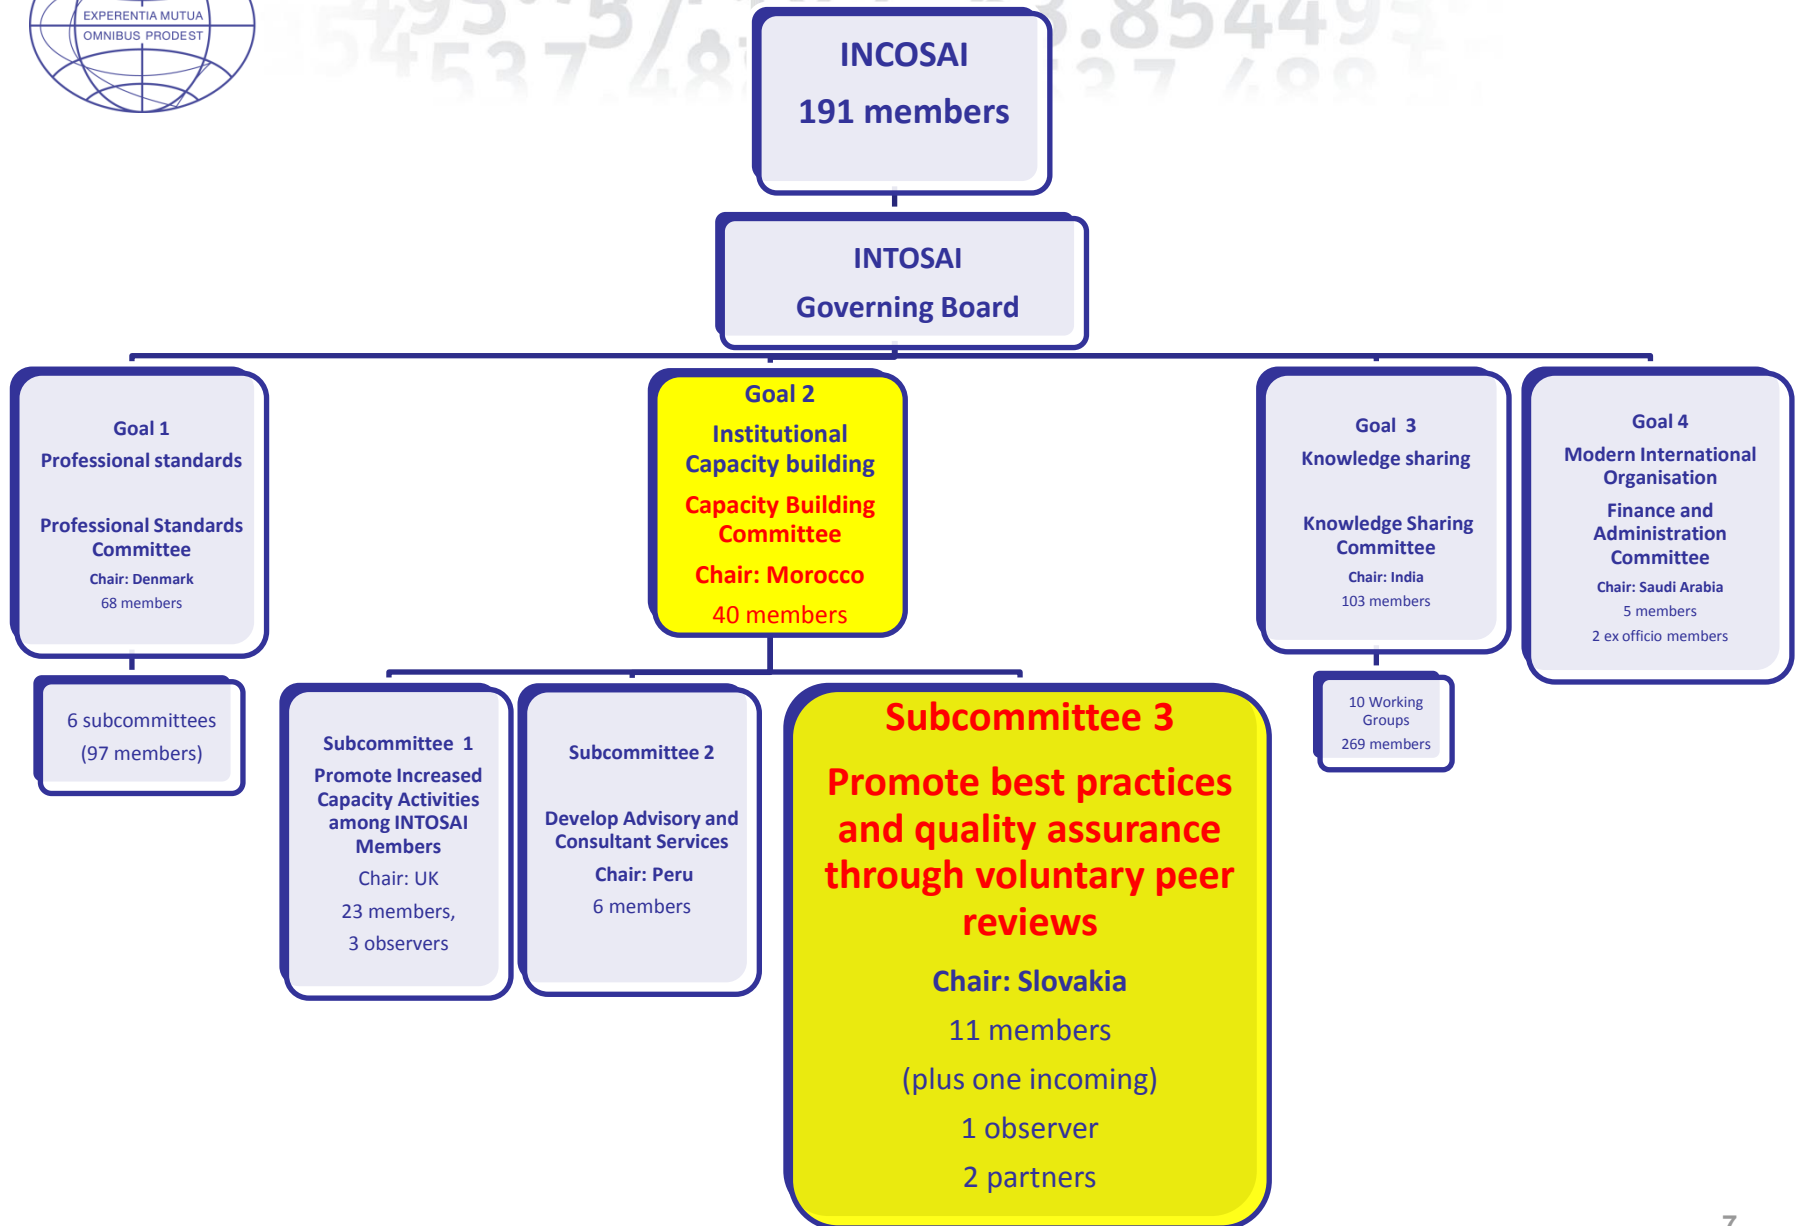 EXPERENTIA MUTUA
OMNIBUS PRODEST
INCOSAI
191 members
INTOSAI
Governing Board
Goal 1
Professional standards
Professional Standards
Committee
Chair: Denmark
68 members
Goal 2
Institutional
Capacity building
Capacity Building
Committee
Chair: Morocco
40 members
Goal 3
Knowledge sharing
Knowledge Sharing
Committee
Chair: India
103 members
Goal 4
Modern International
Organisation
Finance and
Administration
Committee
Chair: Saudi Arabia
5 members
2 ex officio members
6 subcommittees
(97 members)
Subcommittee 1
Promote Increased
Capacity Activities
among INTOSAI
Members
Chair: UK
23 members,
3 observers
Subcommittee 2
Develop Advisory and
Consultant Services
Chair: Peru
6 members
Subcommittee 3
Promote best practices
and quality assurance
through voluntary peer
reviews
Chair: Slovakia
11 members
(plus one incoming)
1 observer
2 partners
10 Working
Groups
269 members
7